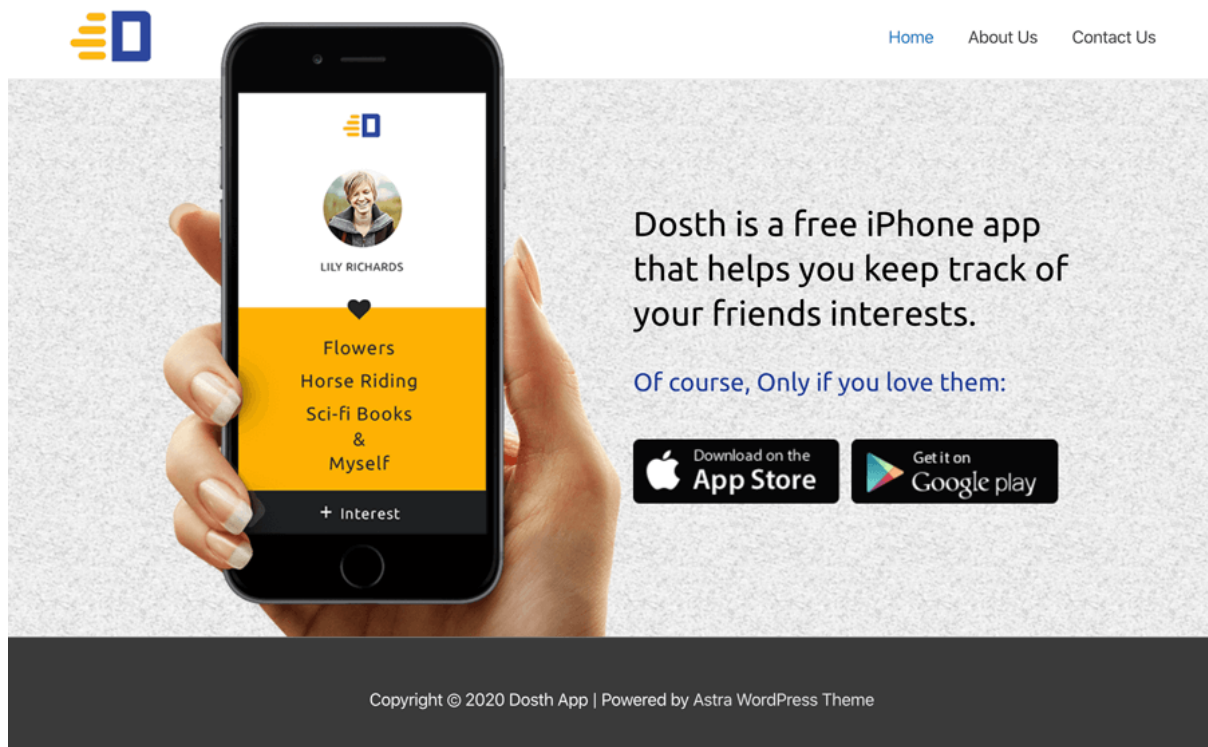 Home
About Us
Contact Us
D
LILY RICHARDS
Flowers
Horse Riding
Sci-fi Books
&
Myself
+ Interest
Dosth is a free iPhone app
that helps you keep track of
your friends interests.
Of course, Only if you love them:
Download on the
App Store
Get it on
Google play
Copyright © 2020 Dosth App | Powered by Astra WordPress Theme